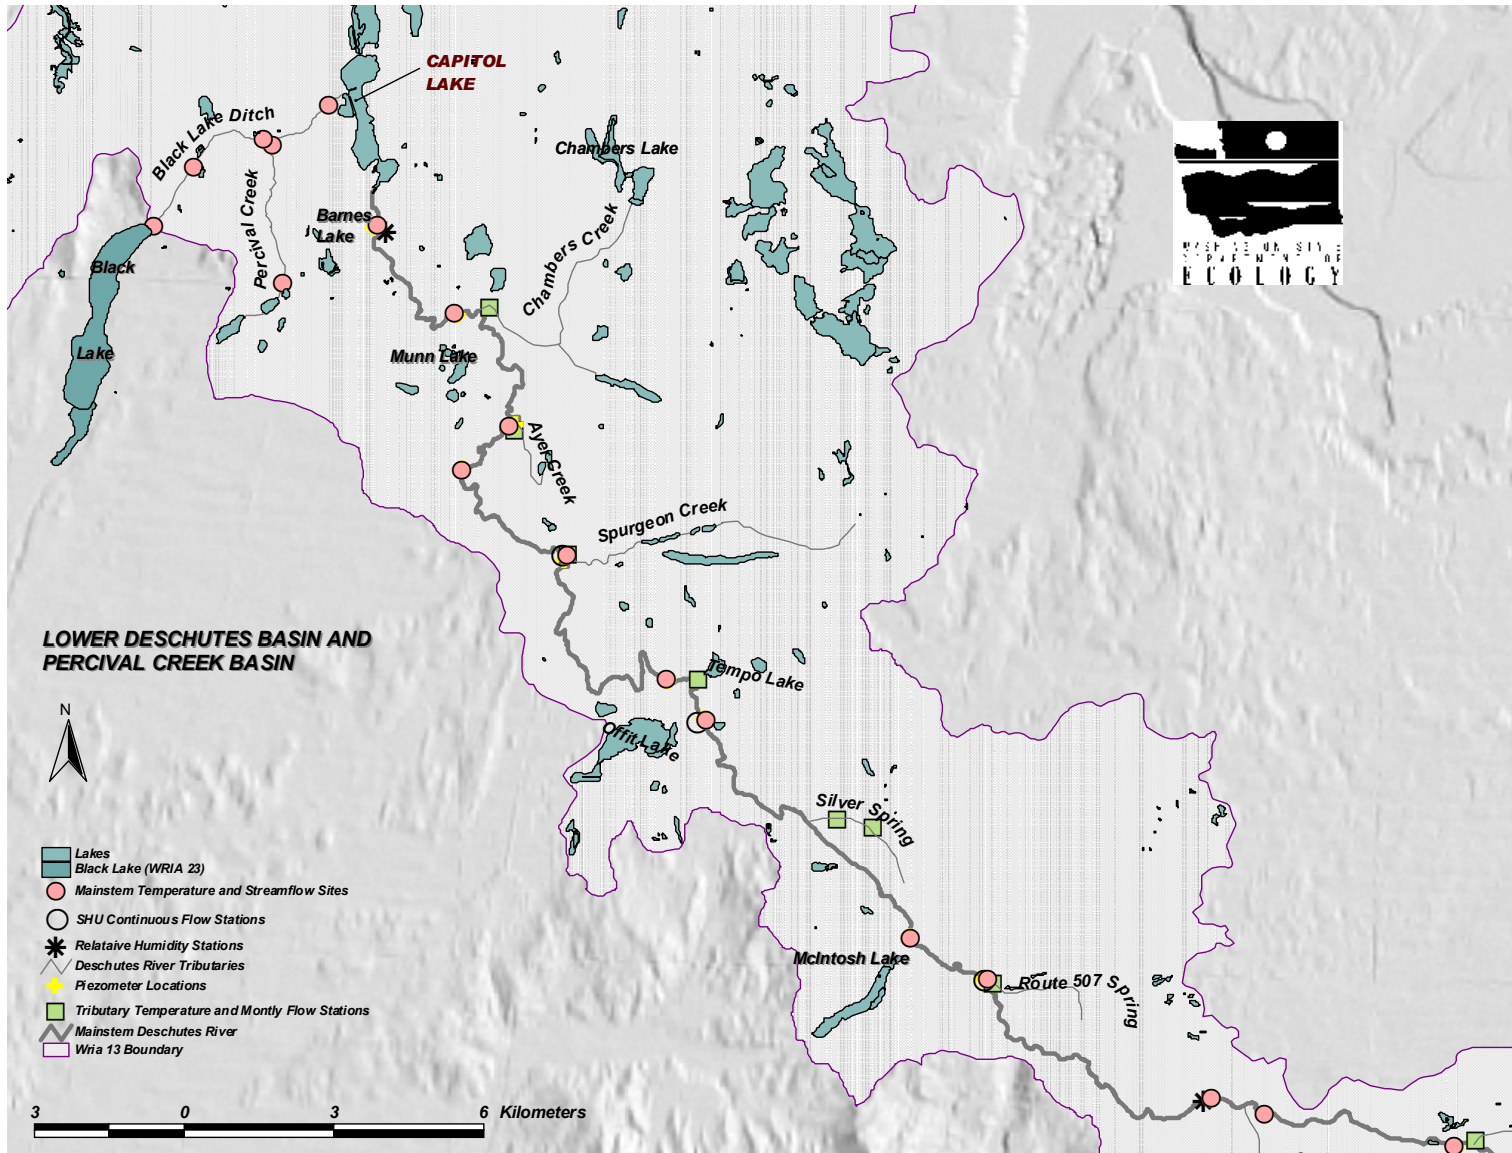 CAPITOL
LAKE
Black Lake Ditch
Chambers Lake
Percival Creek
Barnes
Lake
Chambers Creek
Black
Lake
Munn Lake
ECOLOGY
Ayer Creek
Spurgeon Creek
LOWER DESCHUTES BASIN AND
PERCIVAL CREEK BASIN
Tempo Lake
N
Offit Lake
Silver Spring
Lakes
Black Lake (WRIA 23)
Mainstem Temperature and Streamflow Sites
SHU Continuous Flow Stations
Relataive Humidity Stations
Deschutes River Tributaries
Piezometer Locations
Tributary Temperature and Montly Flow Stations
Mainstem Deschutes River
Wria 13 Boundary
McIntosh Lake
Route 507 Spring
3 0 3 6 Kilometers